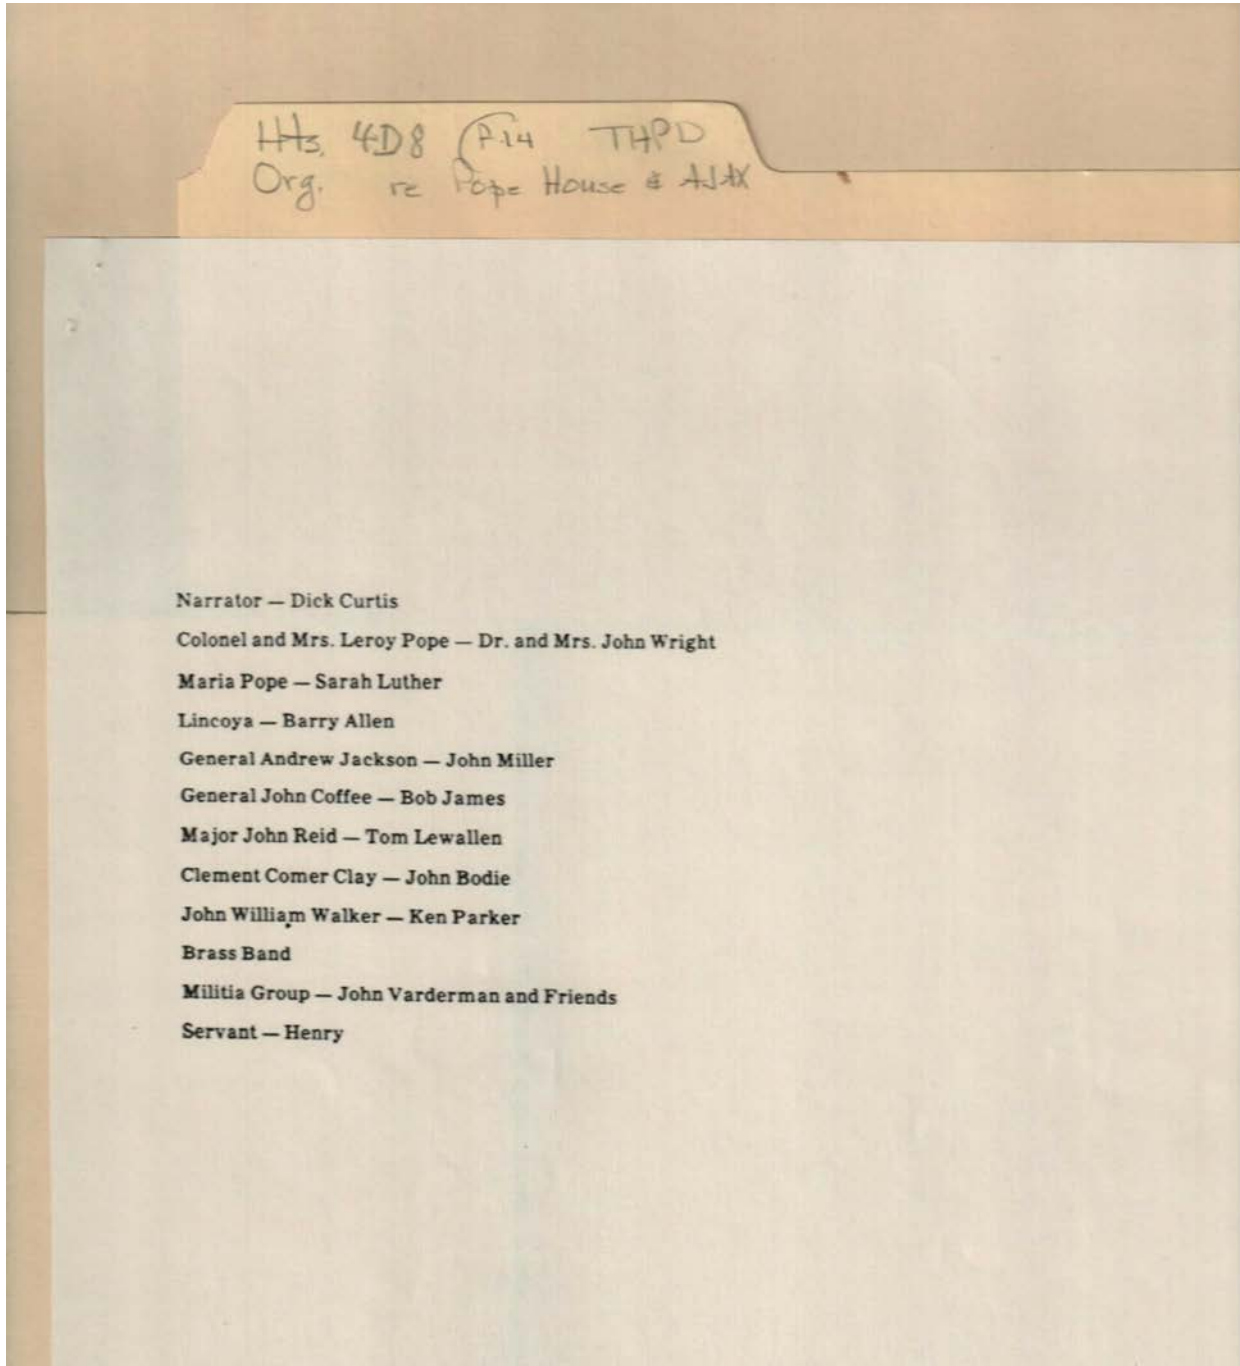 Hts. 4D8 P.14 THPD
Org. re Pope House & AJAX
Narrator — Dick Curtis
Colonel and Mrs. Leroy Pope — Dr. and Mrs. John Wright
Maria Pope — Sarah Luther
Lincoya — Barry Allen
General Andrew Jackson — John Miller
General John Coffee — Bob James
Major John Reid — Tom Lewallen
Clement Comer Clay — John Bodie
John William Walker — Ken Parker
Brass Band
Militia Group — John Varderman and Friends
Servant — Henry